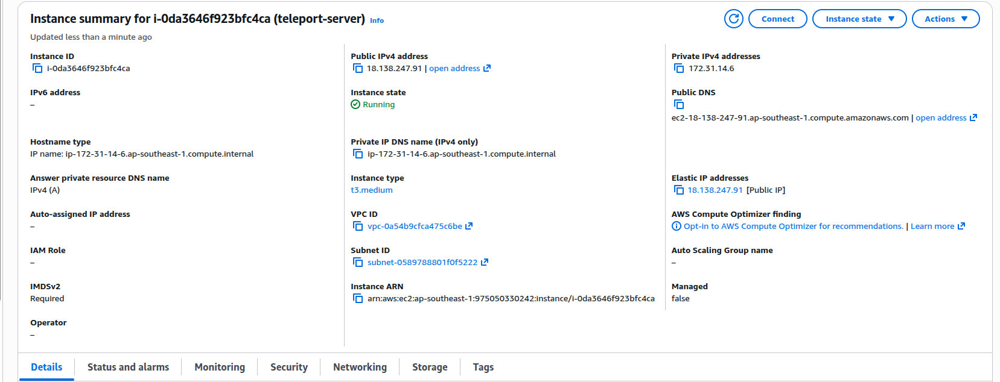 Instance summary for i-0da3646f923bfc4ca (teleport-server) Info
Connect
Instance state
Actions
Updated less than a minute ago
Instance ID
i-0da3646f923bfc4ca
Public IPv4 address
18.138.247.91 | open address
Private IPv4 addresses
172.31.14.6
IPv6 address
–
Instance state
Running
Public DNS
ec2-18-138-247-91.ap-southeast-1.compute.amazonaws.com | open address
Hostname type
IP name: ip-172-31-14-6.ap-southeast-1.compute.internal
Private IP DNS name (IPv4 only)
ip-172-31-14-6.ap-southeast-1.compute.internal
Answer private resource DNS name
IPv4 (A)
Instance type
t3.medium
Elastic IP addresses
18.138.247.91 [Public IP]
Auto-assigned IP address
–
VPC ID
vpc-0a54b9cfca475c6be
AWS Compute Optimizer finding
Opt-in to AWS Compute Optimizer for recommendations. | Learn more
IAM Role
–
Subnet ID
subnet-0589788801f0f5222
Auto Scaling Group name
–
IMDSv2
Required
Instance ARN
arn:aws:ec2:ap-southeast-1:975050330242:instance/i-0da3646f923bfc4ca
Managed
false
Operator
–
Details
Status and alarms
Monitoring
Security
Networking
Storage
Tags